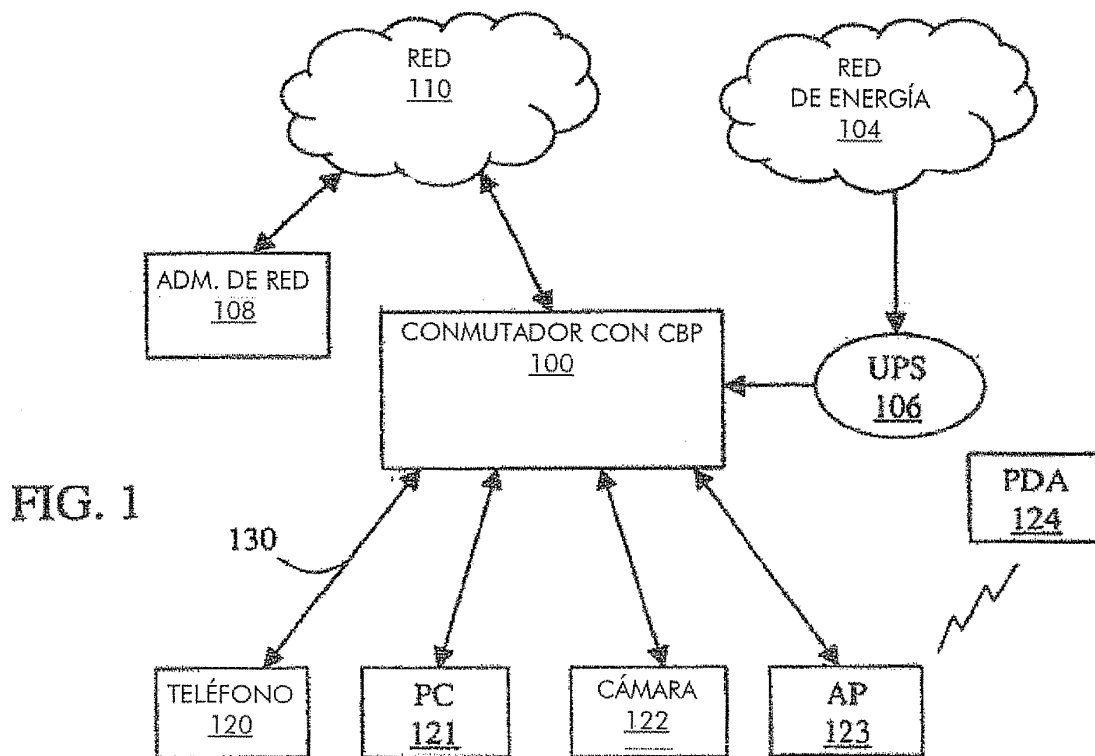 RED
110
RED
DE ENERGÍA
104
ADM. DE RED
108
CONMUTADOR CON CBP
100
UPS
106
PDA
124
FIG. 1
130
TELÉFONO
120
PC
121
CÁMARA
122
AP
123